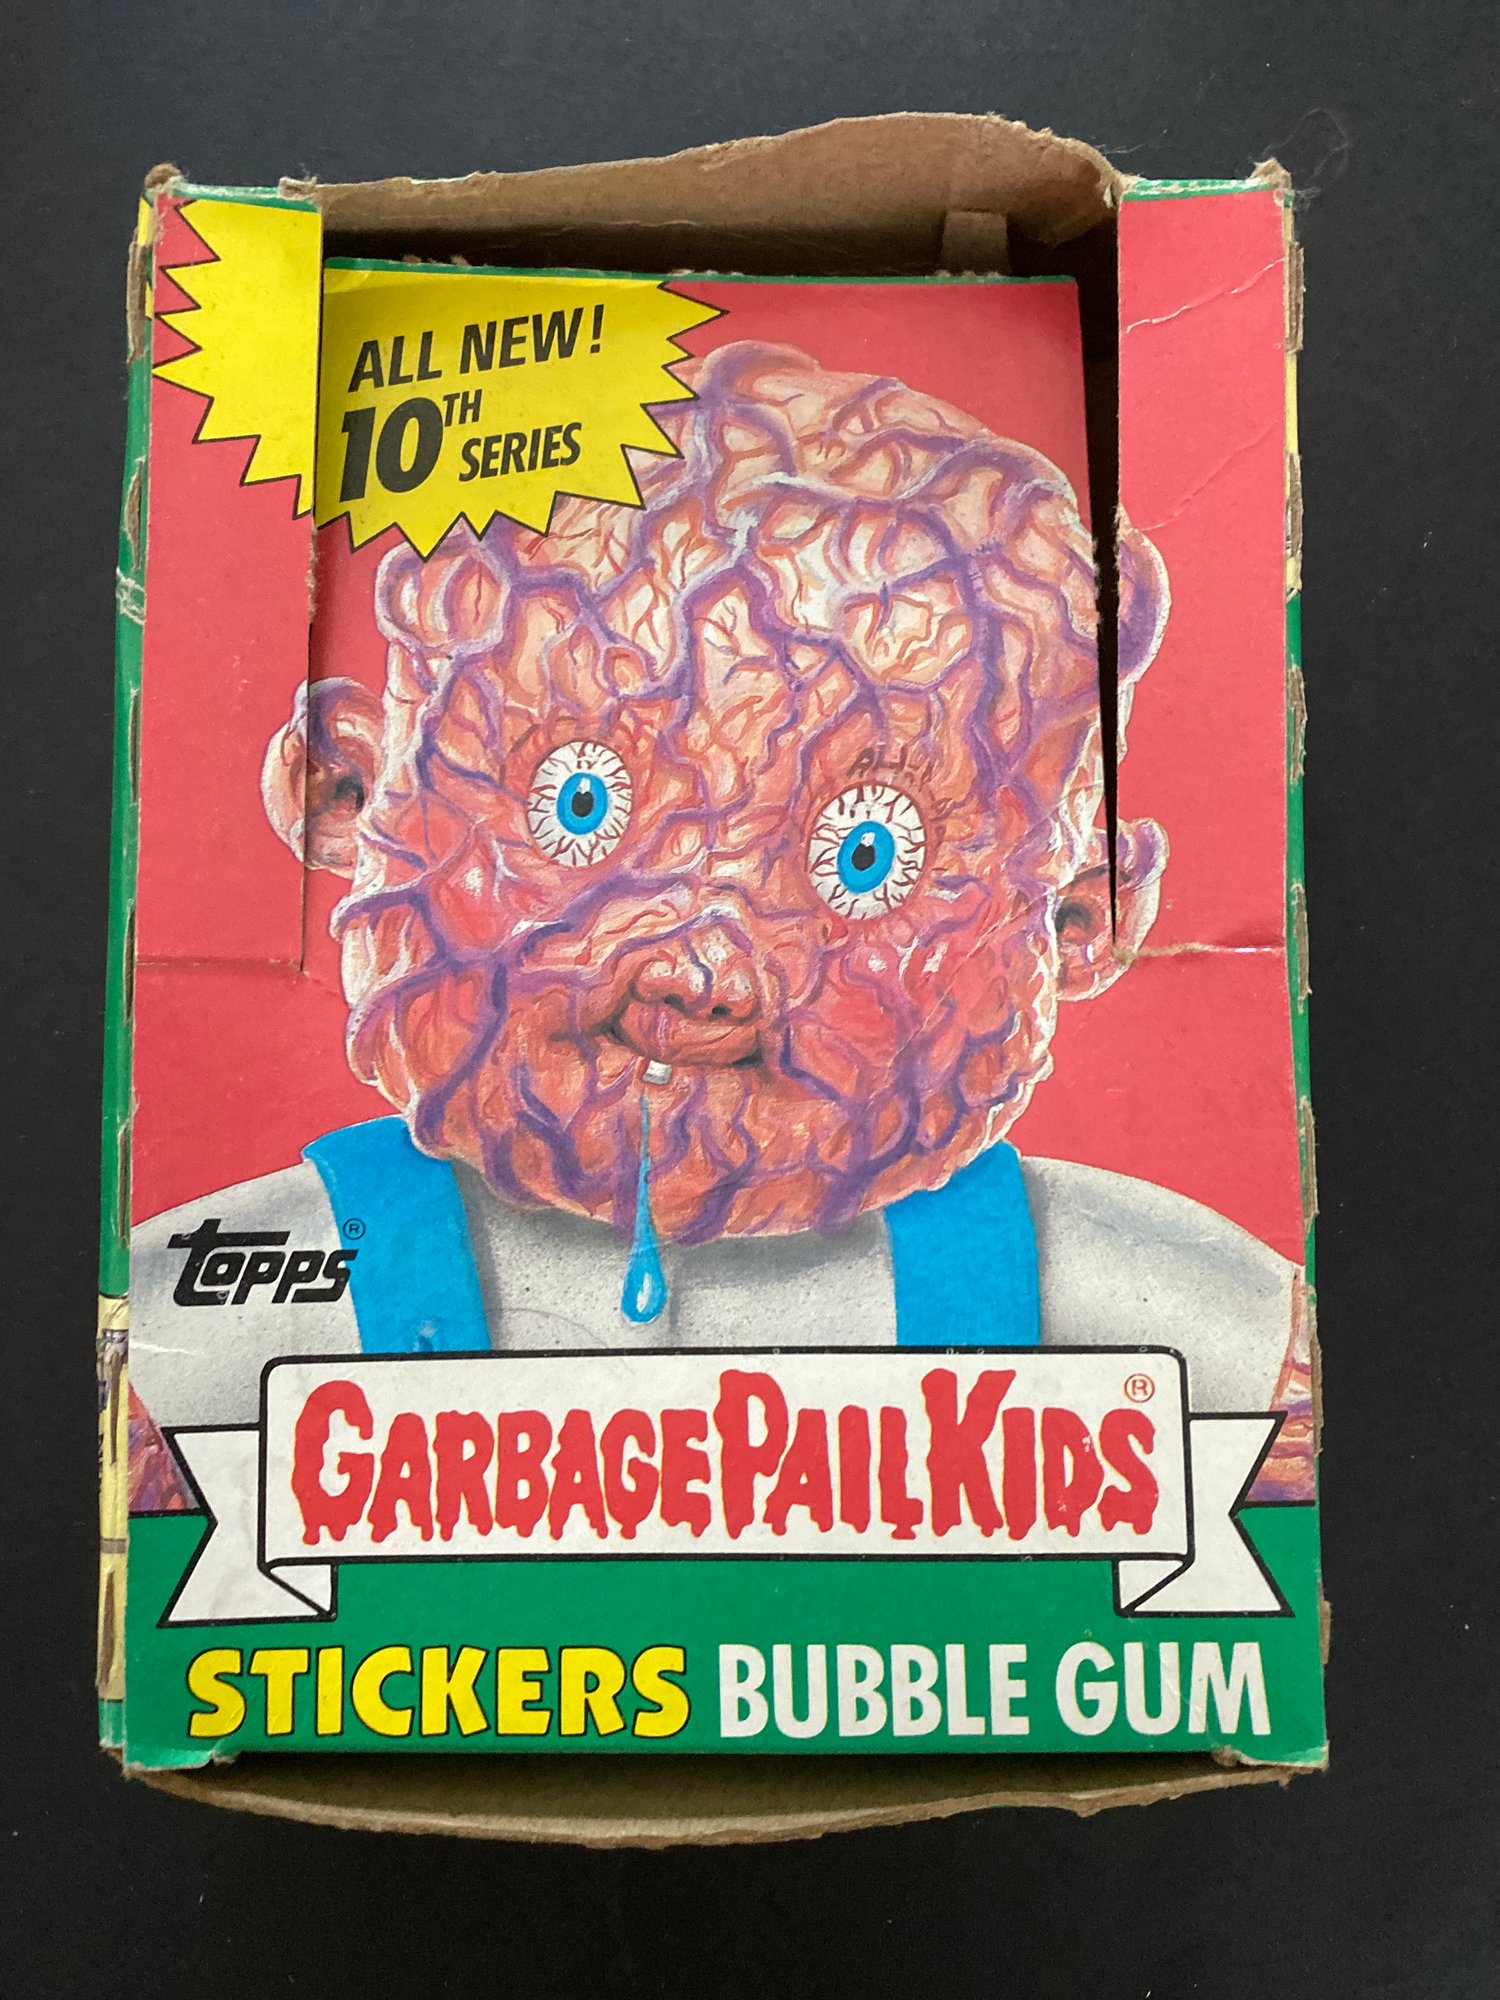 ALL NEW!
10TH SERIES
topps®
GARBAGE PAIL KIDS®
STICKERS BUBBLE GUM